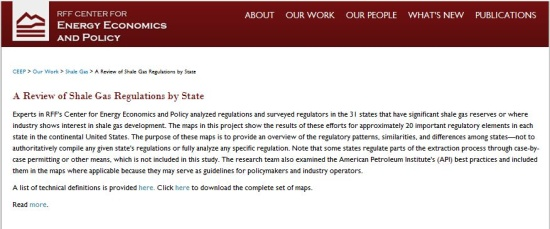 RFF CENTER FOR
ENERGY ECONOMICS
AND POLICY
ABOUT OUR WORK OUR PEOPLE WHAT'S NEW PUBLICATIONS
CEEP > Our Work > Shale Gas > A Review of Shale Gas Regulations by State
A Review of Shale Gas Regulations by State
Experts in RFF's Center for Energy Economics and Policy analyzed regulations and surveyed regulators in the 31 states that have significant shale gas reserves or where
industry shows interest in shale gas development. The maps in this project show the results of these efforts for approximately 20 important regulatory elements in each
state in the continental United States. The purpose of these maps is to provide an overview of the regulatory patterns, similarities, and differences among states—not to
authoritatively compile any given state's regulations or fully analyze any specific regulation. Note that some states regulate parts of the extraction process through case-by-
case permitting or other means, which is not included in this study. The research team also examined the American Petroleum Institute's (API) best practices and included
them in the maps where applicable because they may serve as guidelines for policymakers and industry operators.
A list of technical definitions is provided here. Click here to download the complete set of maps.
Read more.